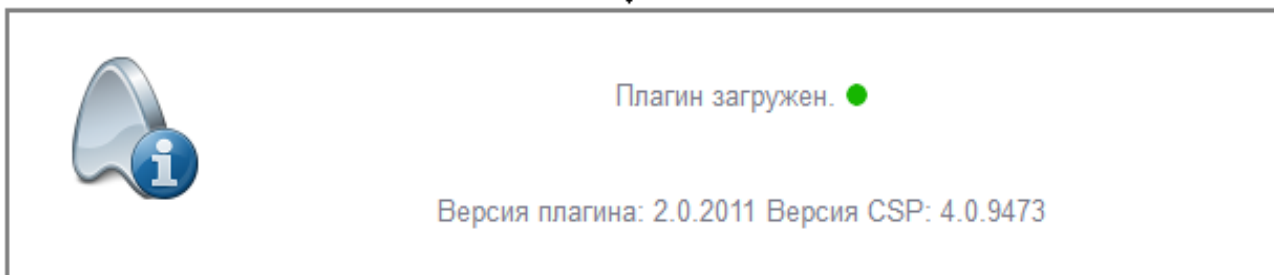 Плагин загружен.
Версия плагина: 2.0.2011 Версия CSP: 4.0.9473